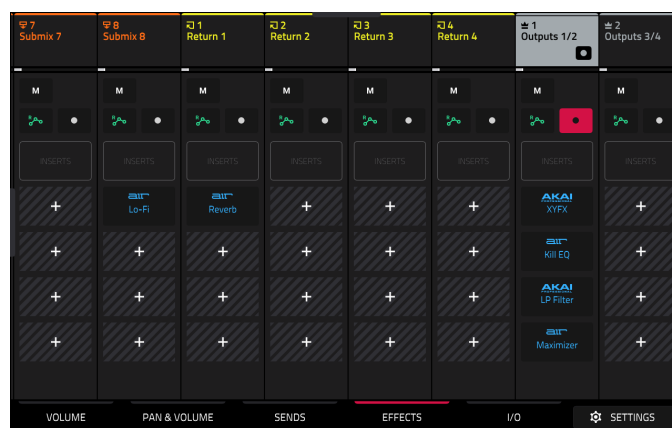 7
Submix 7
8
Submix 8
1
Return 1
2
Return 2
3
Return 3
4
Return 4
1
Outputs 1/2
2
Outputs 3/4
M M M M M M M M
R R R R R R R R
INSERTS INSERTS INSERTS INSERTS INSERTS INSERTS INSERTS INSERTS
air
Lo-Fi
air
Reverb
AKAI
PROFESSIONAL
XYFX
air
Kill EQ
AKAI
PROFESSIONAL
LP Filter
air
Maximizer
VOLUME PAN & VOLUME SENDS EFFECTS I/O SETTINGS